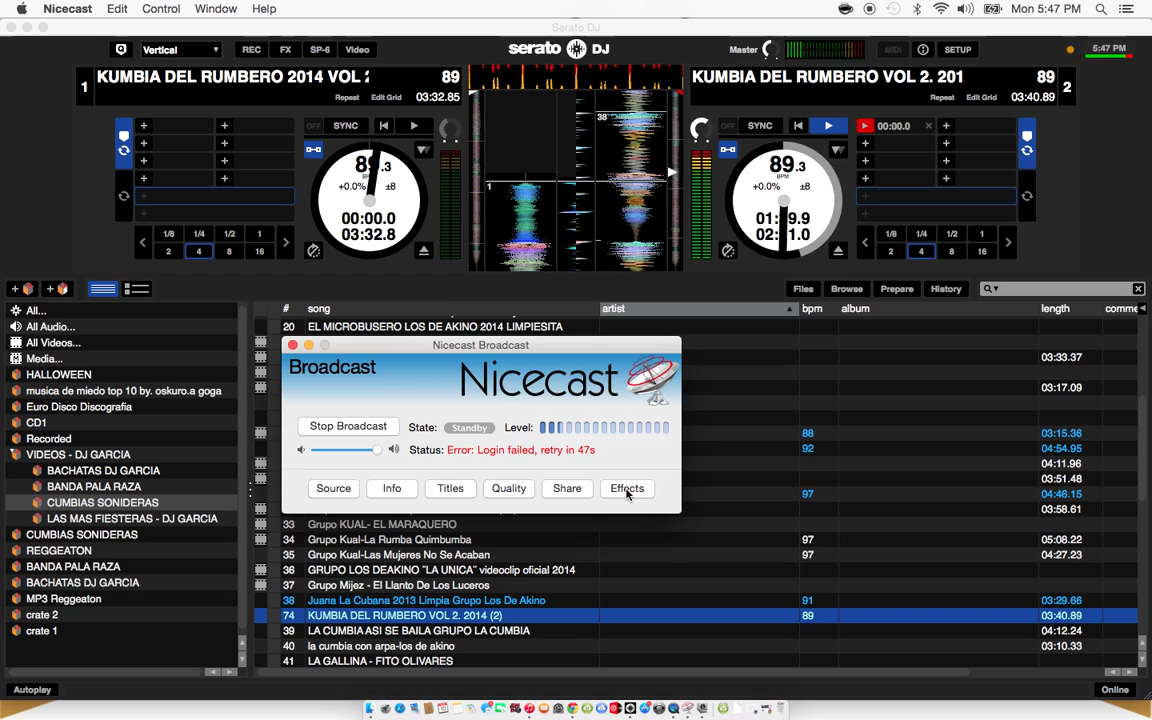 Nicecast Edit Control Window Help Mon 5:47 PM
Serato DJ
Vertical REC FX SP-6 Video serato DJ Master MIDI SETUP 5:47 PM
1 KUMBIA DEL RUMBERO 2014 VOL 2 89
Repeat Edit Grid 03:32.85
KUMBIA DEL RUMBERO VOL 2. 201 89 2
Repeat Edit Grid 03:40.89
OFF SYNC
OFF SYNC
00:00.0
38
1
89.3
BPM
+0.0% ±8
00:00.0
03:32.8
89.3
BPM
+0.0% ±8
1/8 1/4 1/2 1
2 4 8 16
1/8 1/4 1/2 1
2 4 8 16
Files Browse Prepare History
# song artist bpm album length comme
All...
All Audio...
All Videos...
Media...
HALLOWEEN
musica de miedo top 10 by. oskuro.a goga
Euro Disco Discografia
CD1
Recorded
VIDEOS - DJ GARCIA
BACHATAS DJ GARCIA
BANDA PALA RAZA
CUMBIAS SONIDERAS
LAS MAS FIESTERAS - DJ GARCIA
CUMBIAS SONIDERAS
REGGEATON
BANDA PALA RAZA
BACHATAS DJ GARCIA
MP3 Reggeaton
crate 2
crate 1
20 EL MICROBUSERO LOS DE AKINO 2014 LIMPIESITA
03:33.37
03:17.09
88 03:15.36
92 04:54.95
04:11.96
03:51.48
97 04:46.15
03:58.61
Nicecast Broadcast
Broadcast
Nicecast
Stop Broadcast State: Standby Level:
Status: Error: Login failed, retry in 47s
Source Info Titles Quality Share Effects
33 Grupo KUAL- EL MARAQUERO
34 Grupo Kual-La Rumba Quimbumba 97 05:08.22
35 Grupo Kual-Las Mujeres No Se Acaban 97 04:27.23
36 GRUPO LOS DEAKINO "LA UNICA" videoclip oficial 2014
37 Grupo Mijez - El Llanto De Los Luceros
38 Juana La Cubana 2013 Limpia Grupo Los De Akino 91 03:29.66
74 KUMBIA DEL RUMBERO VOL 2. 2014 (2) 89 03:40.89
39 LA CUMBIA ASI SE BAILA GRUPO LA CUMBIA 04:12.24
40 la cumbia con arpa-los de akino 03:10.33
41 LA GALLINA - FITO OLIVARES
Autoplay Online